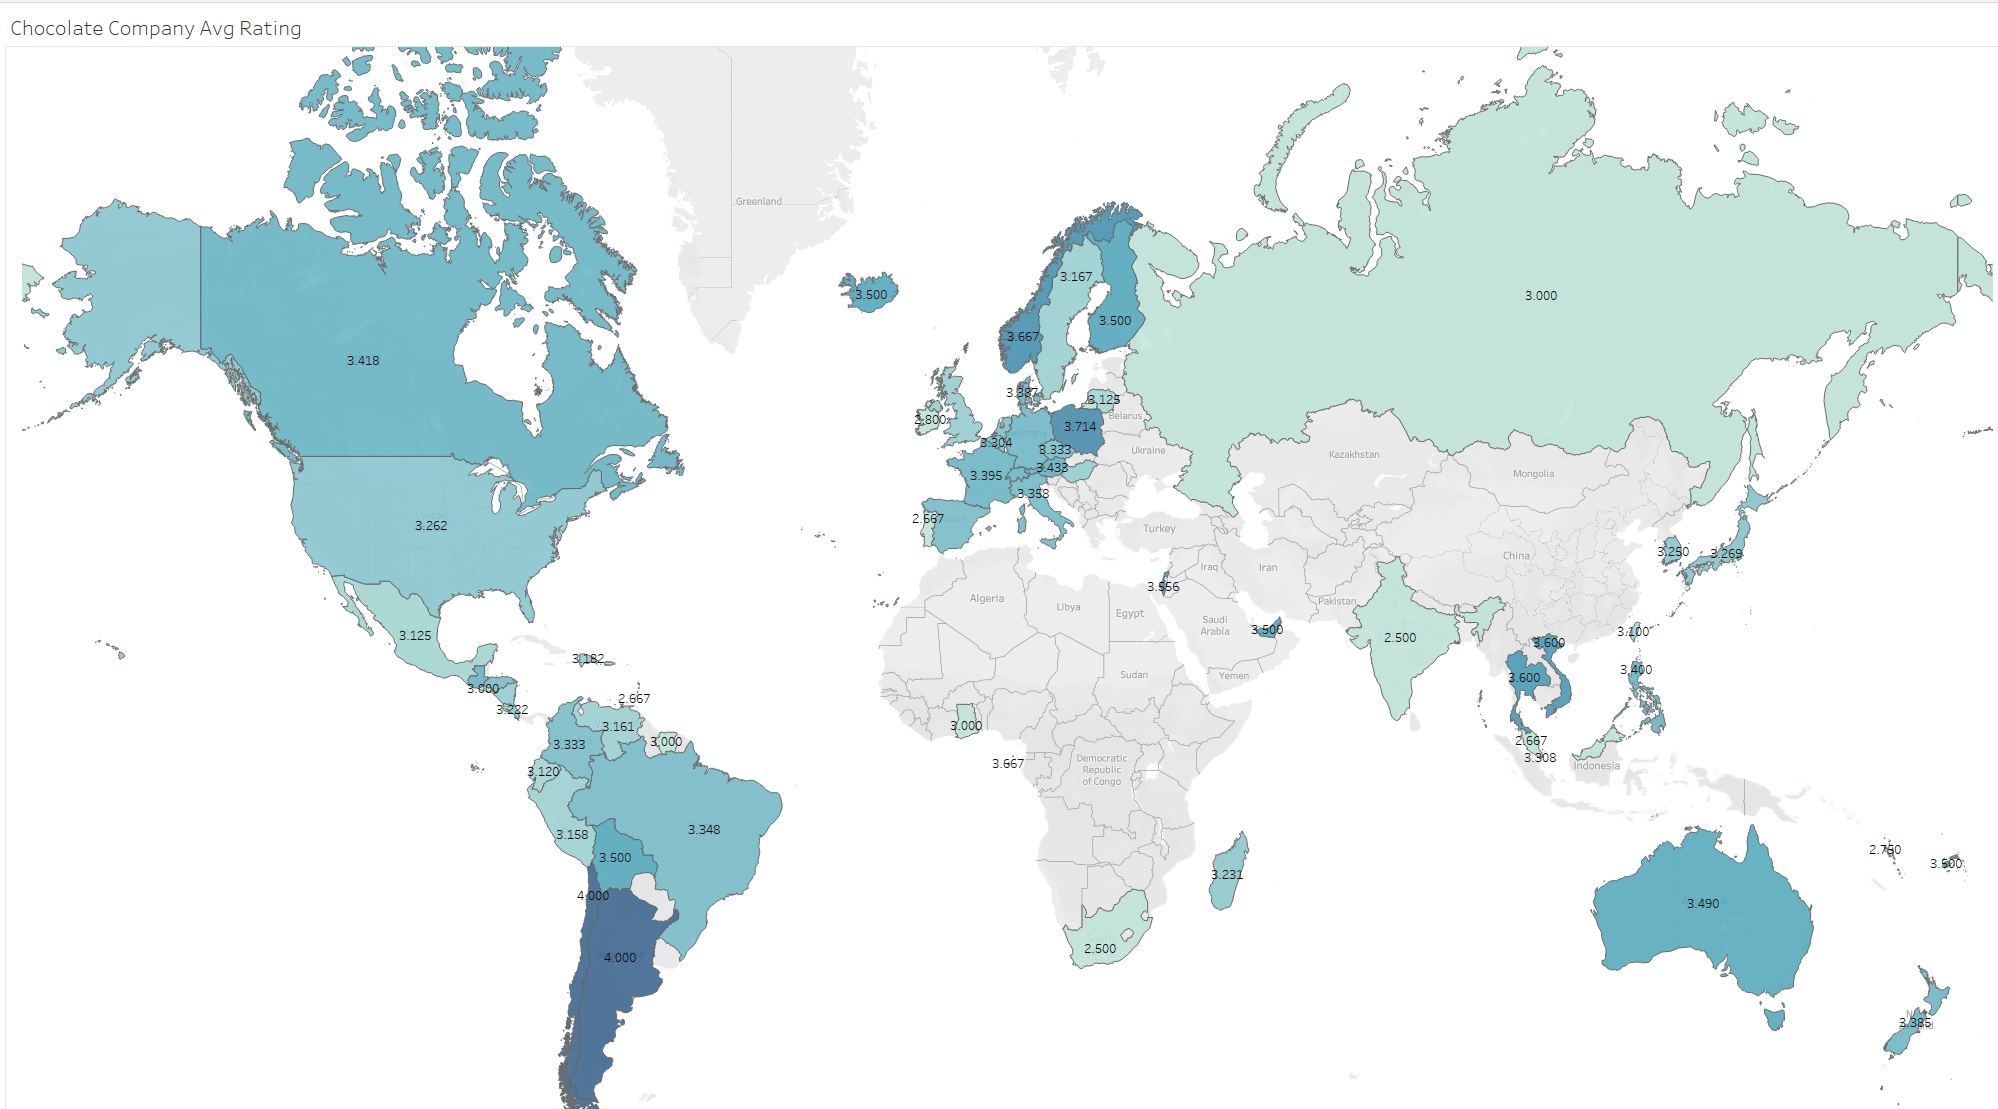 Chocolate Company Avg Rating
Greenland
3.167
3.500
3.000
3.500
3.667
3.418
3.387
3.125
2.800
Belarus
3.714
3.304
3.333
Ukraine
Kazakhstan
3.433
3.395
Mongolia
3.358
2.667
3.262
Turkey
3.250
3.269
China
Iraq
Iran
3.556
Algeria
Libya
Egypt
Pakistan
Saudi
Arabia
3.500
3.125
2.500
3.100
3.600
3.182
3.400
Sudan
Yemen
3.600
3.000
2.667
3.222
3.161
3.000
3.333
3.000
2.667
3.308
3.667
Democratic
Republic
of Congo
Indonesia
3.120
3.348
3.158
3.500
2.750
3.500
3.231
4.000
3.490
2.500
4.000
3.385